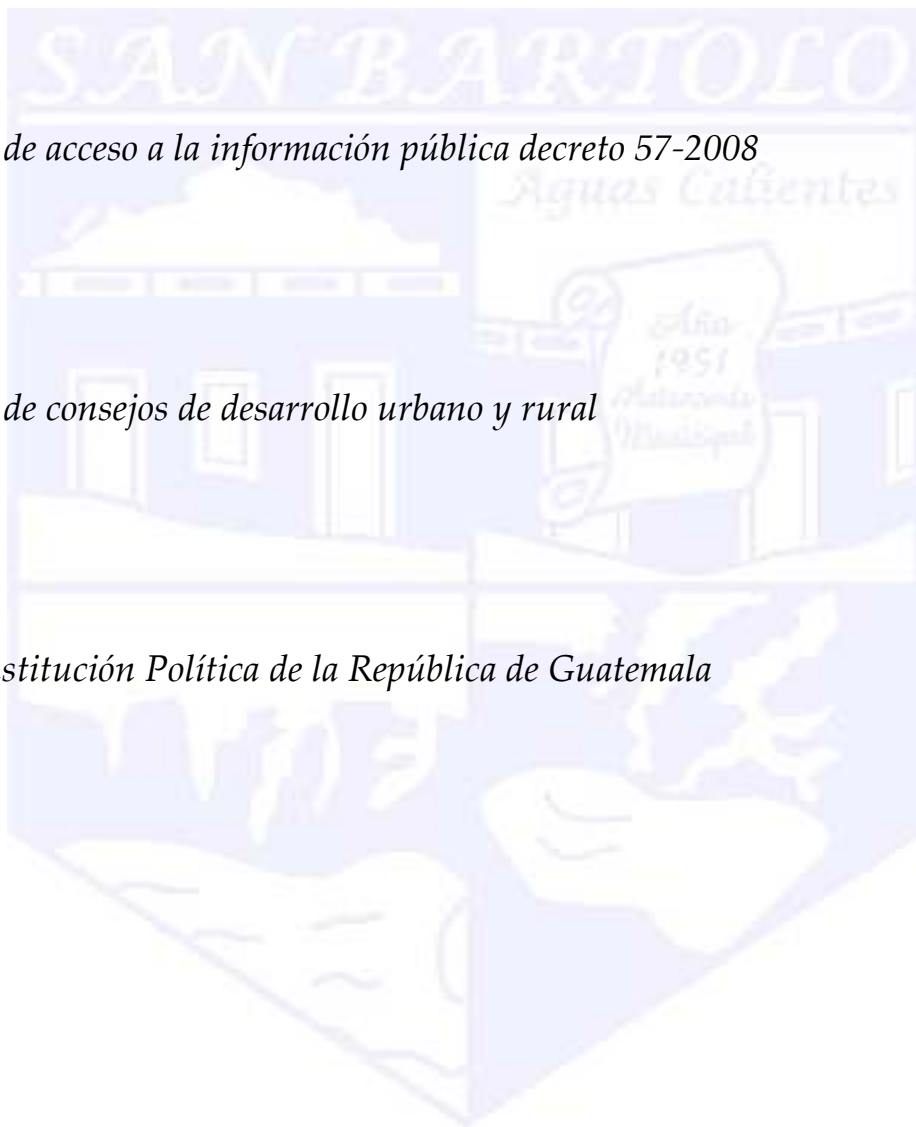 SAN BARTOLO
de acceso a la información pública decreto 57-2008
Aguas Calientes
Año
1951
de consejos de desarrollo urbano y rural
Municipal
stitución Política de la República de Guatemala